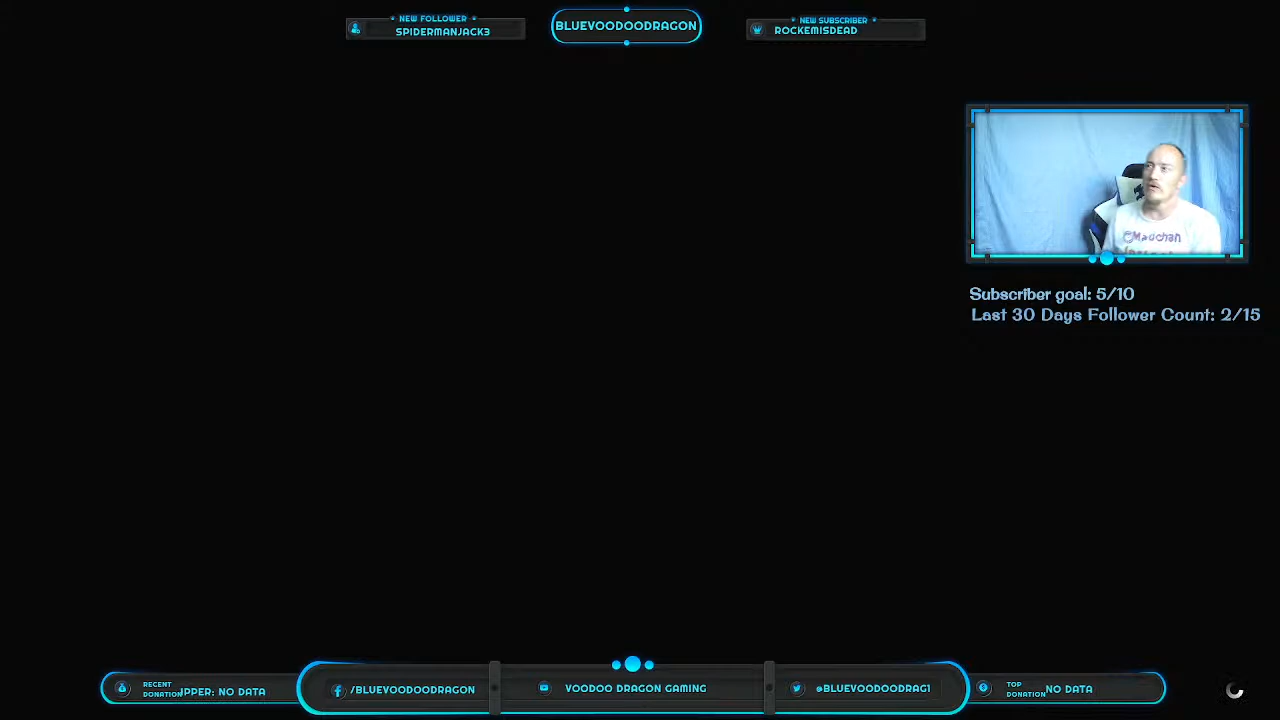 NEW FOLLOWER
SPIDERMANJACK3
BLUEVOODOODRAGON
NEW SUBSCRIBER
ROCKEMISDEAD
Subscriber goal: 5/10
Last 30 Days Follower Count: 2/15
RECENT
DONATION
IPPER: NO DATA
/BLUEVOODOODRAGON
VOODOO DRAGON GAMING
@BLUEVOODOODRAG1
TOP
DONATION
NO DATA